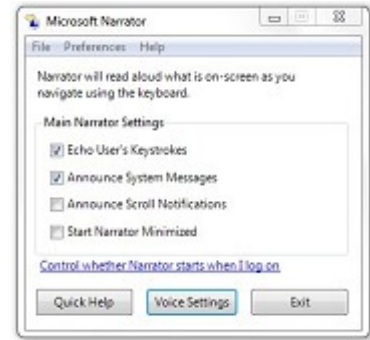 Microsoft Narrator
File Preferences Help
Narrator will read aloud what is on-screen as you
navigate using the keyboard.
Main Narrator Settings
Echo User's Keystrokes
Announce System Messages
Announce Scroll Notifications
Start Narrator Minimized
Control whether Narrator starts when I log on
Quick Help Voice Settings Exit